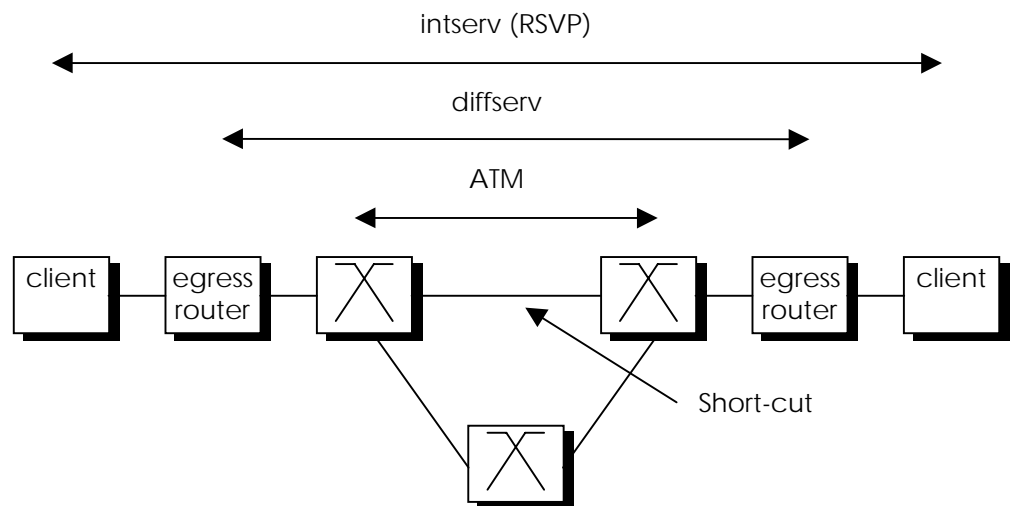 intserv (RSVP)
diffserv
ATM
client
egress
router
egress
router
client
Short-cut